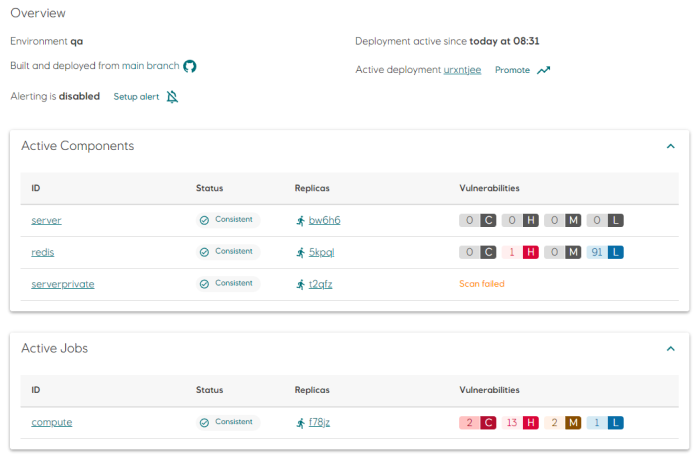 Overview
Environment qa
Deployment active since today at 08:31
Built and deployed from main branch
Active deployment urxntjee Promote
Alerting is disabled Setup alert
Active Components
ID Status Replicas Vulnerabilities
server Consistent bw6h6 0 C 0 H 0 M 0 L
redis Consistent 5kpql 0 C 1 H 0 M 91 L
serverprivate Consistent t2qfz Scan failed
Active Jobs
ID Status Replicas Vulnerabilities
compute Consistent f78jz 2 C 13 H 2 M 1 L